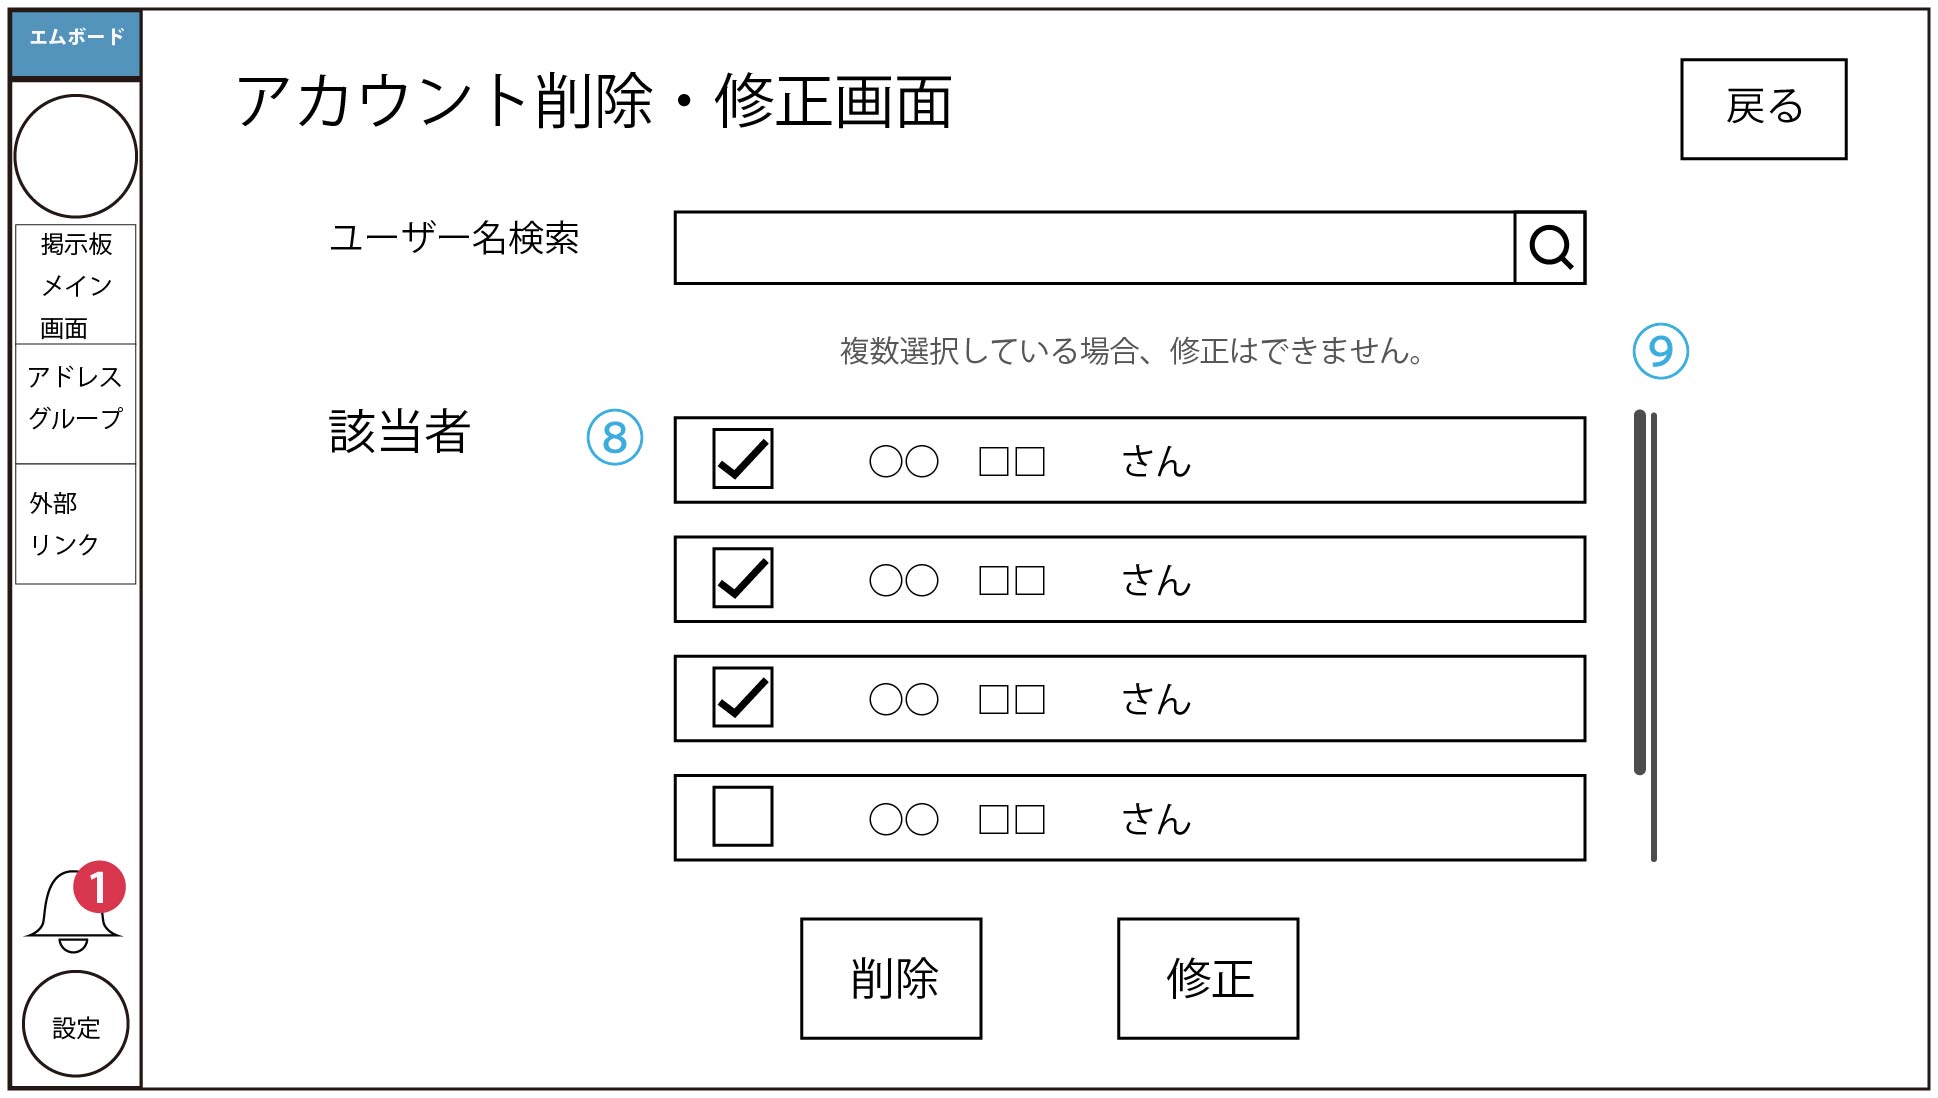 エムボード
アカウント削除・修正画面
戻る
掲示板
メイン
画面
アドレス
グループ
外部
リンク
1
設定
ユーザー名検索
複数選択している場合、修正はできません。
⑨
該当者
⑧
〇〇　□□　　さん
〇〇　□□　　さん
〇〇　□□　　さん
〇〇　□□　　さん
削除
修正